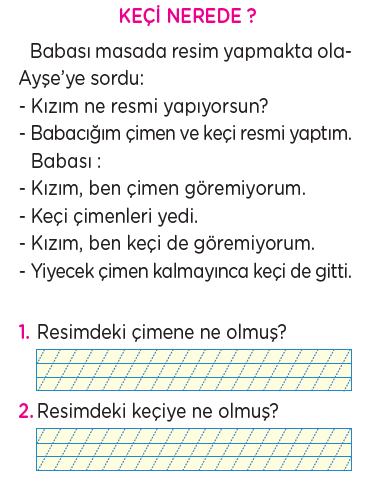 KEÇİ NEREDE ?
Babası masada resim yapmakta ola-
Ayşe'ye sordu:
- Kızım ne resmi yapıyorsun?
- Babacığım çimen ve keçi resmi yaptım.
Babası :
- Kızım, ben çimen göremiyorum.
- Keçi çimenleri yedi.
- Kızım, ben keçi de göremiyorum.
- Yiyecek çimen kalmayınca keçi de gitti.
1. Resimdeki çimene ne olmuş?
2. Resimdeki keçiye ne olmuş?